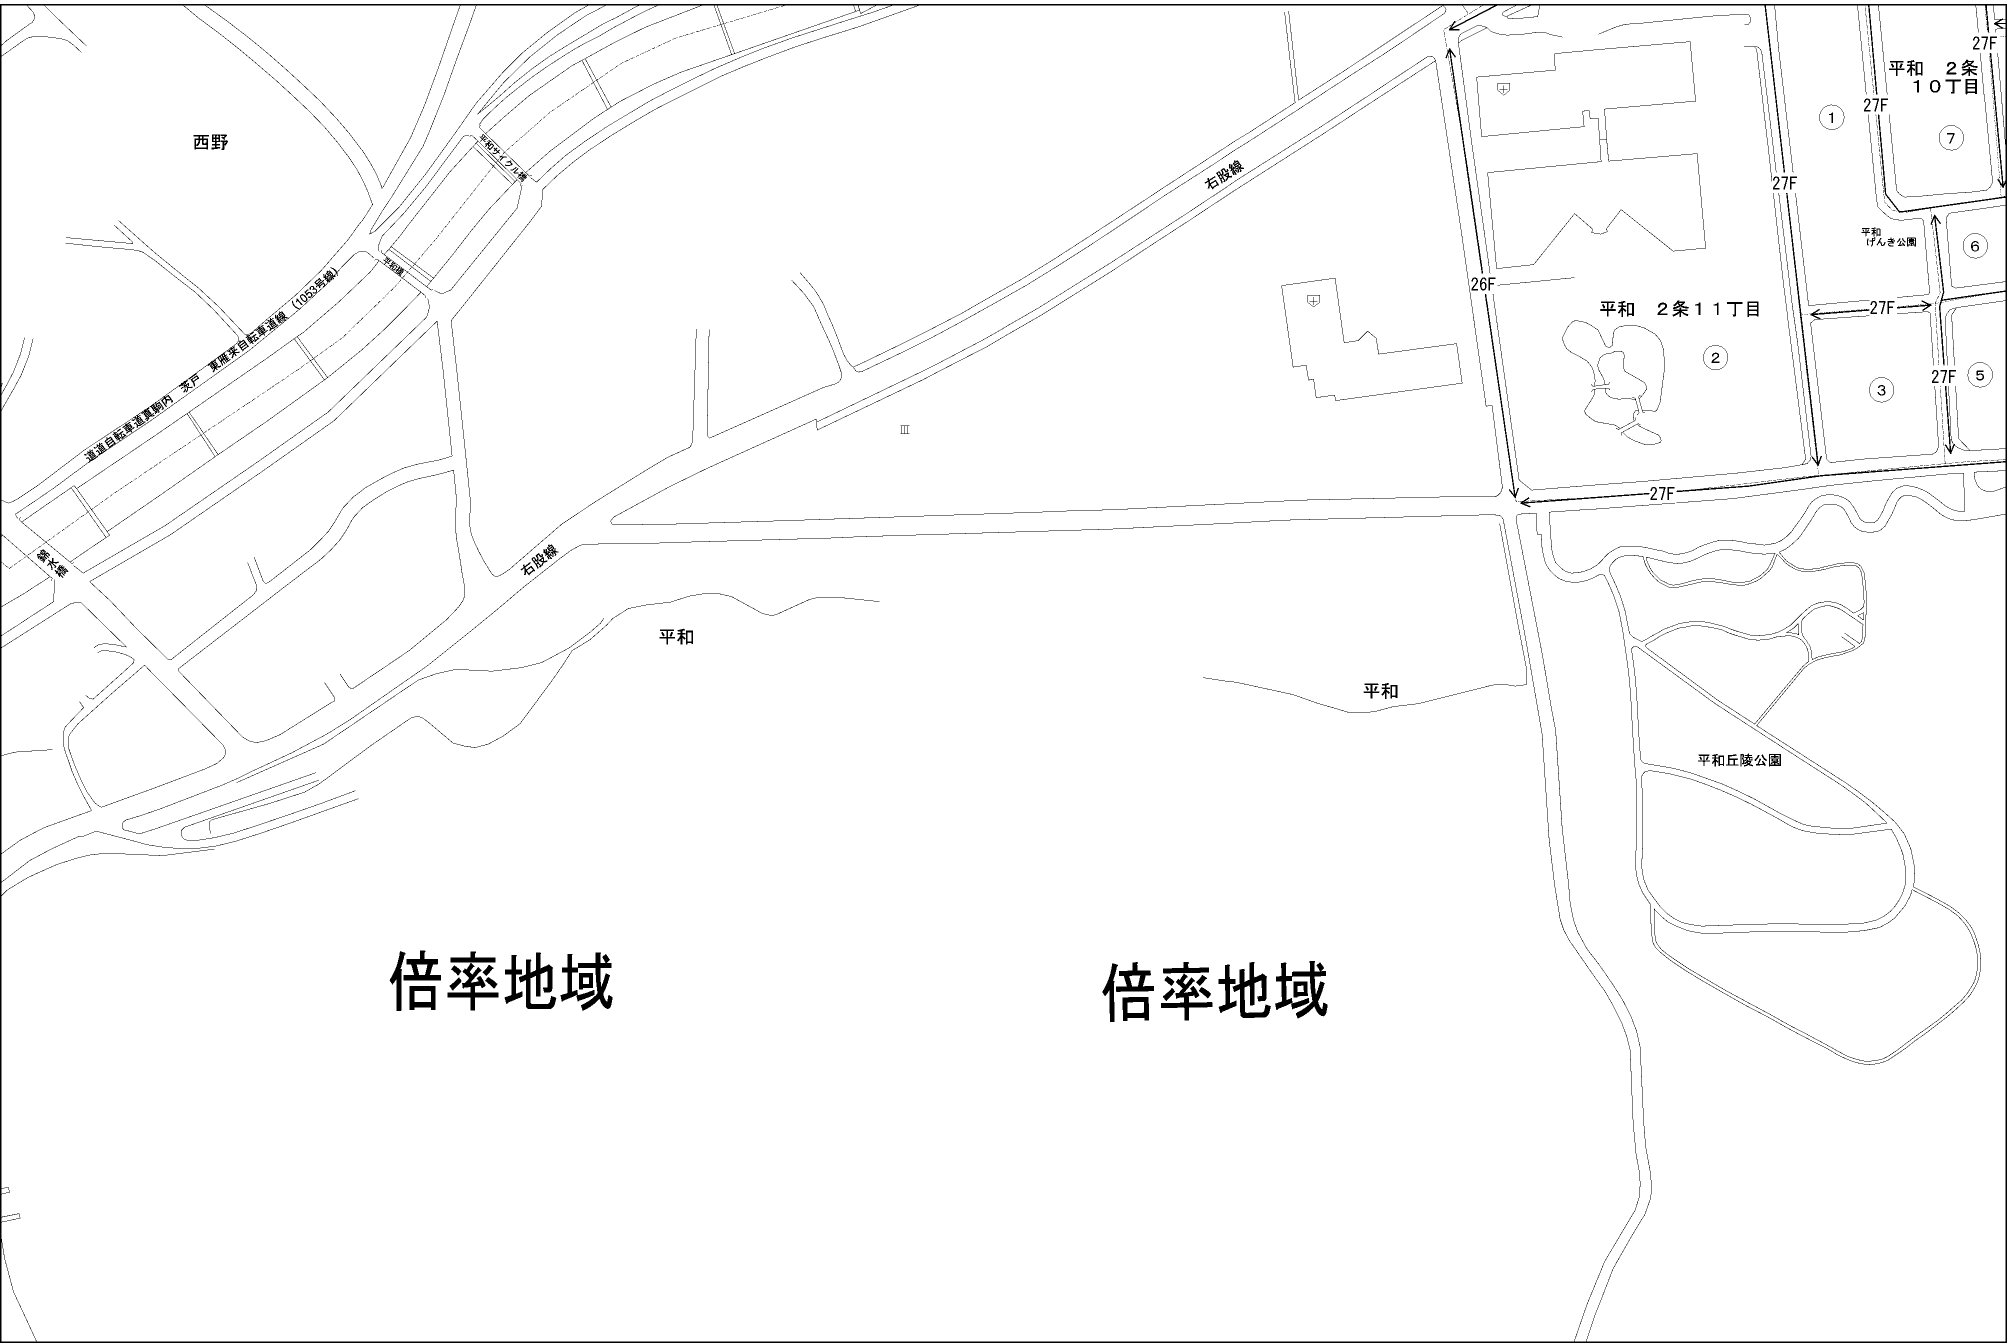 27F
平和　２条
１０丁目
27F
①
⑦
西野
平和サイクル橋
右股線
27F
平和
げんき公園
⑥
平和橋
道道自転車道真駒内　茨戸　東雁来自転車道線　(1053号線)
26F
平和　２条１１丁目
27F
②
27F
⑤
③
27F
右股線
錦水橋
平和
平和
平和丘陵公園
倍率地域
倍率地域